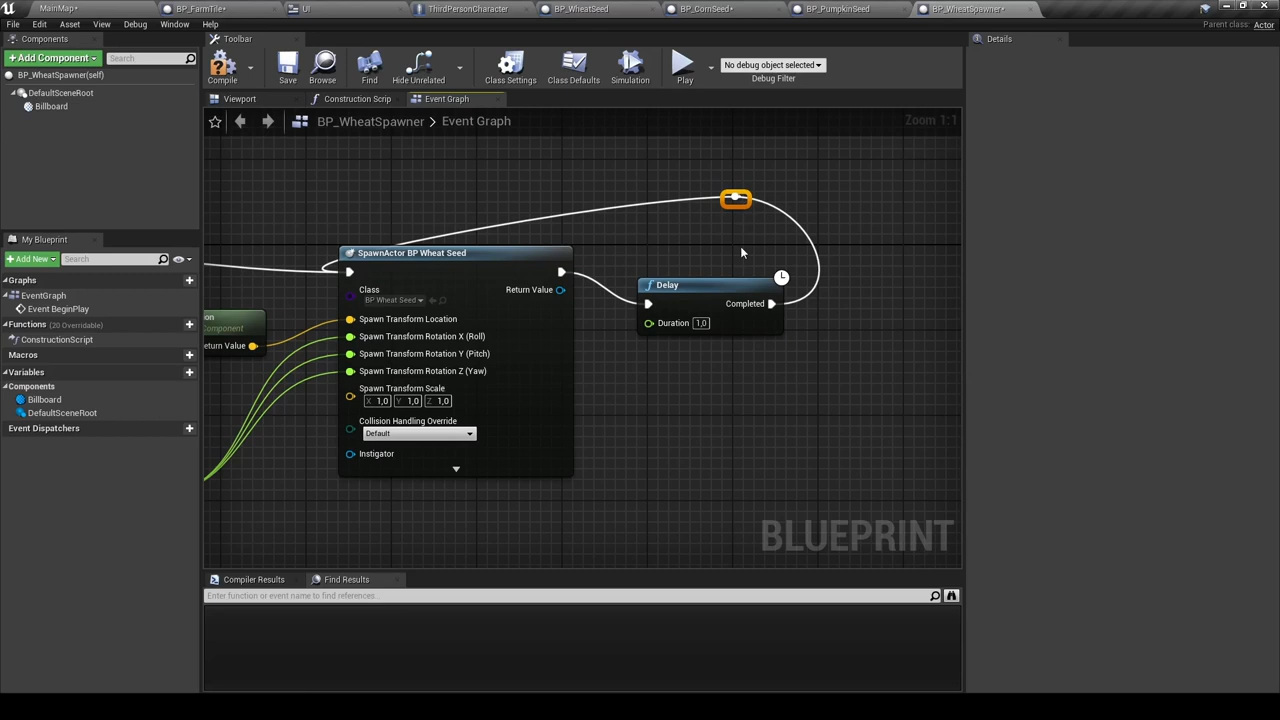 MainMap*
BP_FarmTile*
UI
ThirdPersonCharacter
BP_WheatSeed
BP_CornSeed*
BP_PumpkinSeed
BP_WheatSpawner*
File Edit Asset View Debug Window Help
Parent class: Actor
Components
Toolbar
Details
+Add Component
Search
BP_WheatSpawner(self)
DefaultSceneRoot
Billboard
Compile
Save
Browse
Find
Hide Unrelated
Class Settings
Class Defaults
Simulation
Play
No debug object selected
Debug Filter
Viewport
Construction Scrip
Event Graph
BP_WheatSpawner > Event Graph
Zoom 1:1
My Blueprint
+Add New
Search
Graphs
EventGraph
Event BeginPlay
Functions (20 Overridable)
ConstructionScript
Macros
Variables
Components
Billboard
DefaultSceneRoot
Event Dispatchers
on
Component
eturn Value
SpawnActor BP Wheat Seed
Class
BP Wheat Seed
Return Value
Spawn Transform Location
Spawn Transform Rotation X (Roll)
Spawn Transform Rotation Y (Pitch)
Spawn Transform Rotation Z (Yaw)
Spawn Transform Scale
X 1,0 Y 1,0 Z 1,0
Collision Handling Override
Default
Instigator
f Delay
Completed
Duration 1,0
BLUEPRINT
Compiler Results
Find Results
Enter function or event name to find references...